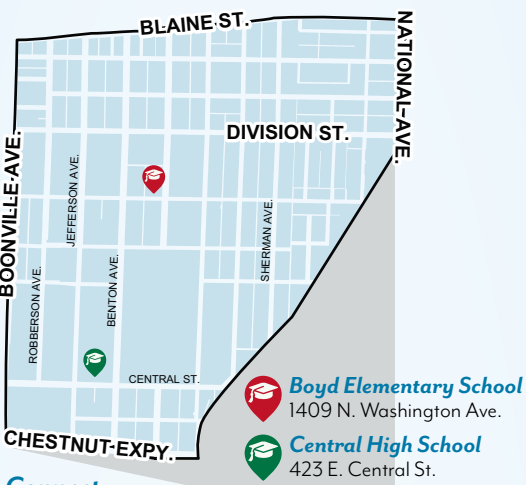 BLAINE ST.
NATIONAL AVE.
DIVISION ST.
BOONVILLE AVE.
JEFFERSON AVE.
BENTON AVE.
SHERMAN AVE.
ROBBERSON AVE.
CENTRAL ST.
CHESTNUT EXPY.
Boyd Elementary School
1409 N. Washington Ave.
Central High School
423 E. Central St.